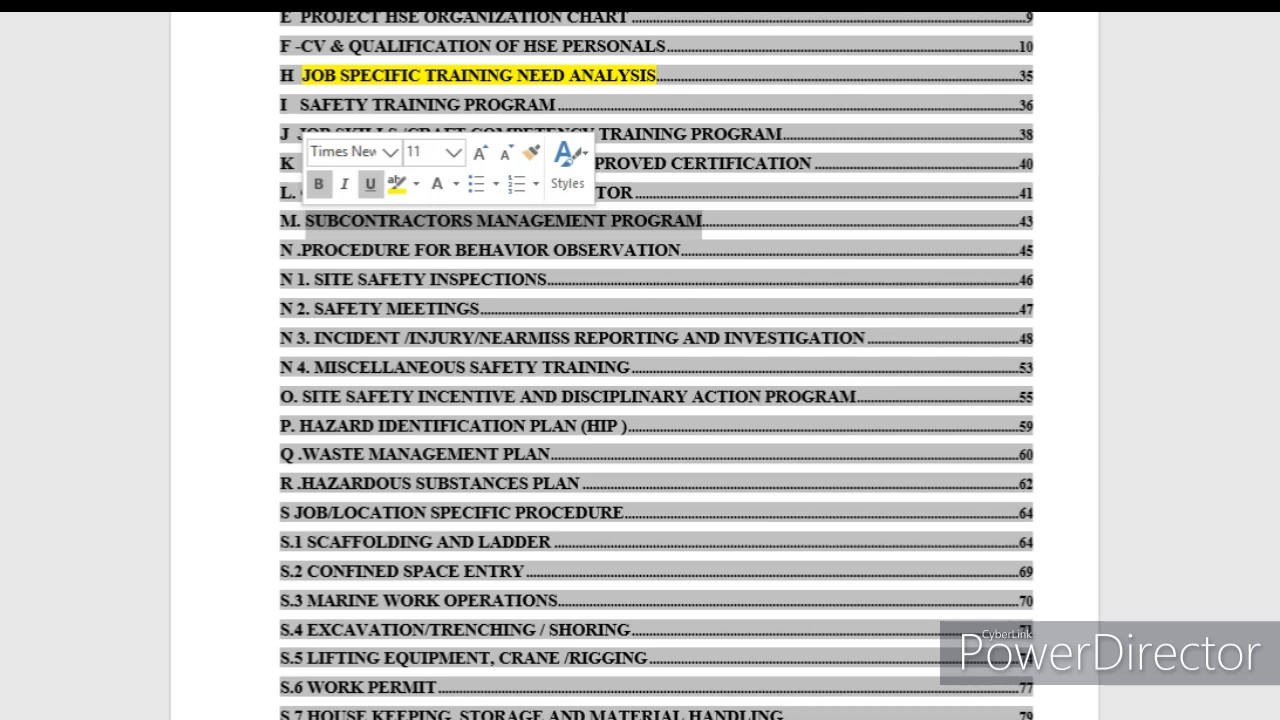 E PROJECT HSE ORGANIZATION CHART 9
F -CV & QUALIFICATION OF HSE PERSONALS 10
H JOB SPECIFIC TRAINING NEED ANALYSIS 35
I SAFETY TRAINING PROGRAM 36
J JOB SKILLS /CRAFT COMPETENCY TRAINING PROGRAM 38
Times New 11
K PROVED CERTIFICATION 40
B I U ab A Styles
L. TOR 41
M. SUBCONTRACTORS MANAGEMENT PROGRAM 43
N .PROCEDURE FOR BEHAVIOR OBSERVATION 45
N 1. SITE SAFETY INSPECTIONS 46
N 2. SAFETY MEETINGS 47
N 3. INCIDENT /INJURY/NEARMISS REPORTING AND INVESTIGATION 48
N 4. MISCELLANEOUS SAFETY TRAINING 53
O. SITE SAFETY INCENTIVE AND DISCIPLINARY ACTION PROGRAM 55
P. HAZARD IDENTIFICATION PLAN (HIP ) 59
Q .WASTE MANAGEMENT PLAN 60
R .HAZARDOUS SUBSTANCES PLAN 62
S JOB/LOCATION SPECIFIC PROCEDURE 64
S.1 SCAFFOLDING AND LADDER 64
S.2 CONFINED SPACE ENTRY 69
S.3 MARINE WORK OPERATIONS 70
S.4 EXCAVATION/TRENCHING / SHORING 71
S.5 LIFTING EQUIPMENT, CRANE /RIGGING
S.6 WORK PERMIT 77
S.7 HOUSE KEEPING, STORAGE AND MATERIAL HANDLING 79
CyberLink
PowerDirector